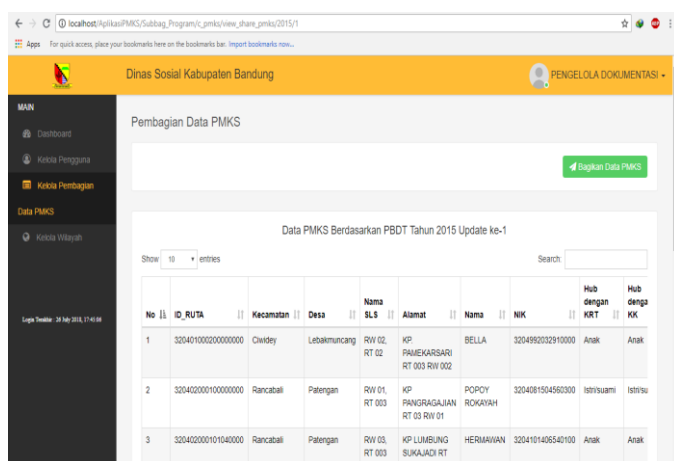 localhost/AplikasiPMKS/Subbag_Program/c_pmks/view_share_pmks/2015/1
Apps For quick access, place your bookmarks here on the bookmarks bar. Import bookmarks now...
Dinas Sosial Kabupaten Bandung
PENGELOLA DOKUMENTASI
MAIN
Dashboard
Kelola Pengguna
Kelola Pembagian
Data PMKS
Kelola Wilayah
Login Terakhir : 26 July 2018, 17:41:06
Pembagian Data PMKS
Bagikan Data PMKS
Data PMKS Berdasarkan PBDT Tahun 2015 Update ke-1
Show 10 entries Search:
No ID_RUTA Kecamatan Desa Nama SLS Alamat Nama NIK Hub dengan KRT Hub denga KK
1 320401000200000000 Ciwidey Lebakmuncang RW 02, RT 02 KP. PAMEKARSARI RT 003 RW 002 BELLA 3204992032910000 Anak Anak
2 320402000100000000 Rancabali Patengan RW 01, RT 003 KP PANGRAGAJIAN RT 03 RW 01 POPOY ROKAYAH 3204081504560300 Istri/suami Istri/su
3 320402000101040000 Rancabali Patengan RW 03, RT 003 KP LUMBUNG SUKAJADI RT HERMAWAN 3204101406540100 Anak Anak